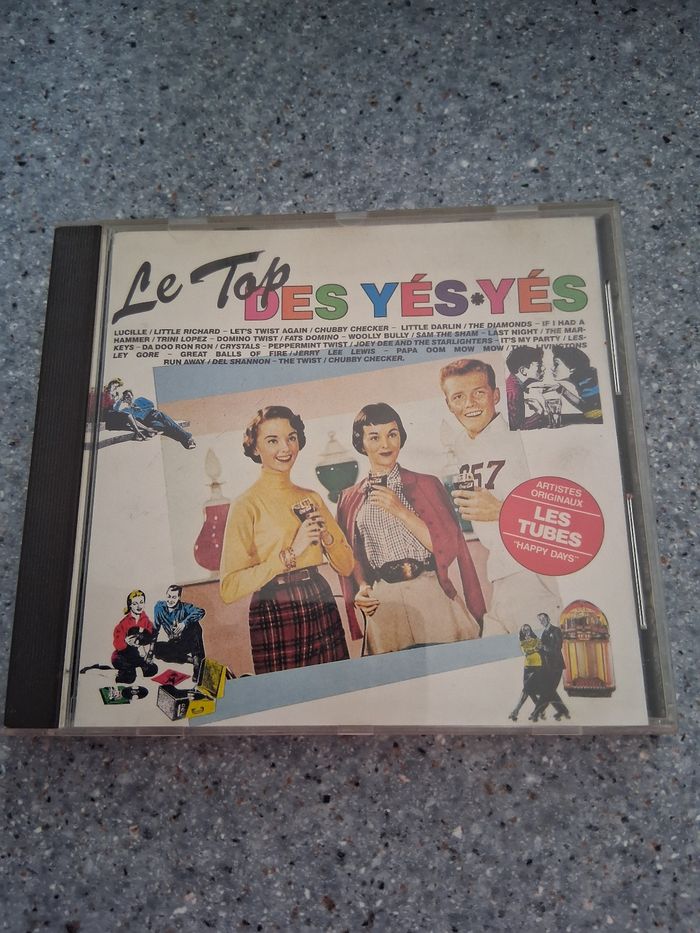 Le Top
DES YÉS*YÉS
LUCILLE / LITTLE RICHARD - LET'S TWIST AGAIN / CHUBBY CHECKER - LITTLE DARLIN / THE DIAMONDS - IF I HAD A
HAMMER / TRINI LOPEZ - DOMINO TWIST / FATS DOMINO - WOOLLY BULLY / SAM THE SHAM - LAST NIGHT / THE MAR-
KEYS - DA DOO RON RON / CRYSTALS - PEPPERMINT TWIST / JOEY DEE AND THE STARLIGHTERS - IT'S MY PARTY / LES-
LEY GORE - GREAT BALLS OF FIRE / JERRY LEE LEWIS - PAPA OOM MOW MOW / THE LIVINGTONS
RUN AWAY / DEL SHANNON - THE TWIST / CHUBBY CHECKER.
957
ARTISTES
ORIGINAUX
LES
TUBES
"HAPPY DAYS"